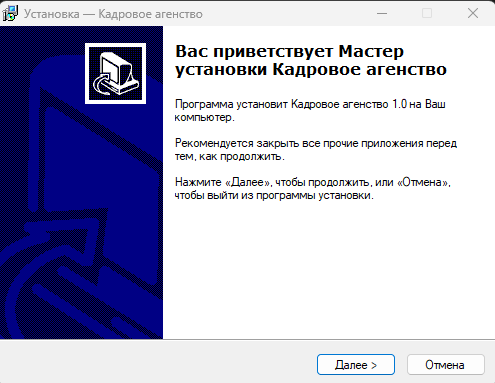 Установка — Кадровое агенство
Вас приветствует Мастер
установки Кадровое агенство
Программа установит Кадровое агенство 1.0 на Ваш
компьютер.
Рекомендуется закрыть все прочие приложения перед
тем, как продолжить.
Нажмите «Далее», чтобы продолжить, или «Отмена»,
чтобы выйти из программы установки.
Далее >
Отмена